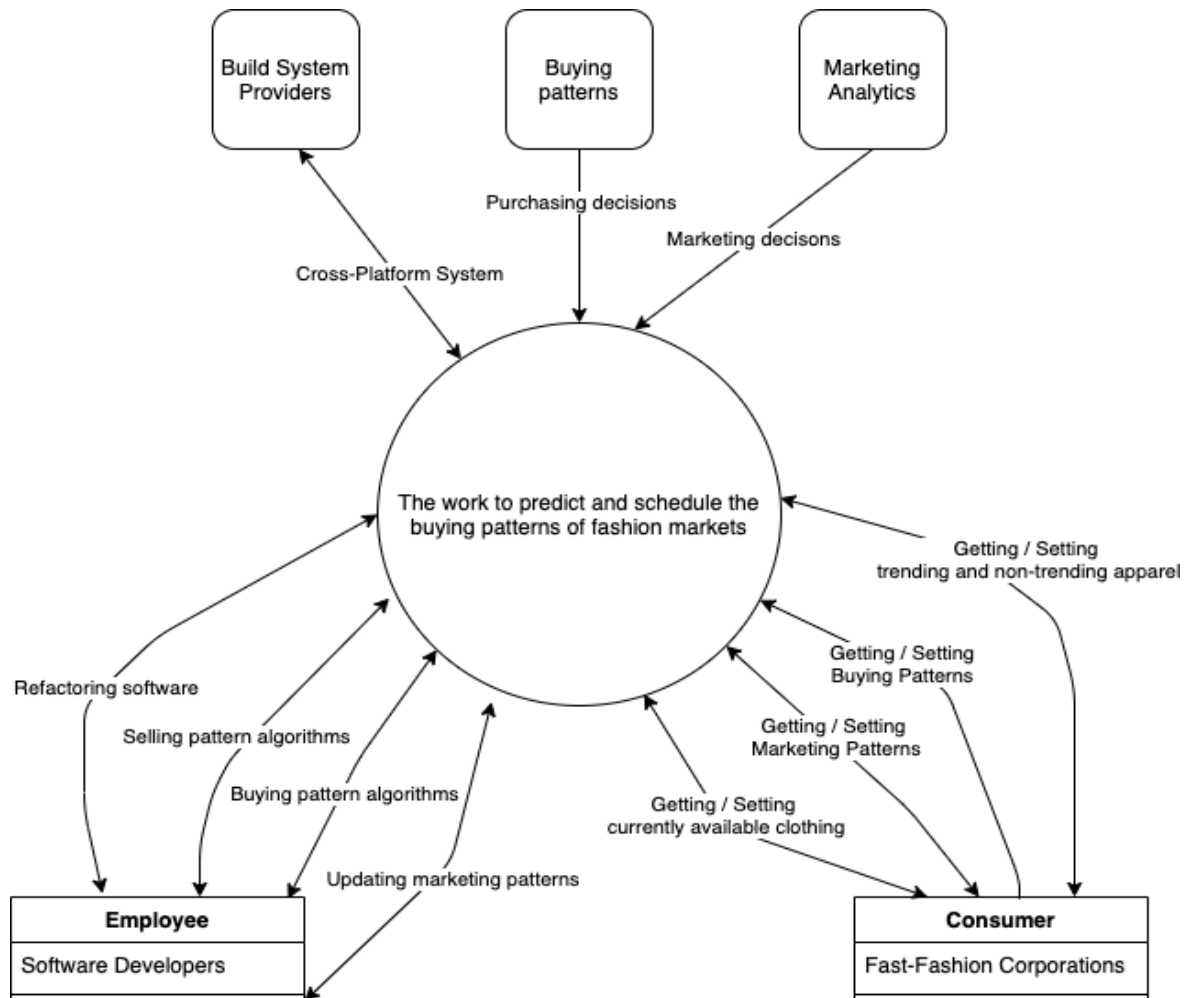 Build System
Providers
Buying
patterns
Marketing
Analytics
Purchasing decisions
Marketing decisons
Cross-Platform System
The work to predict and schedule the
buying patterns of fashion markets
Getting / Setting
trending and non-trending apparel
Getting / Setting
Buying Patterns
Refactoring software
Getting / Setting
Marketing Patterns
Selling pattern algorithms
Buying pattern algorithms
Getting / Setting
currently available clothing
Updating marketing patterns
Employee
Software Developers
Consumer
Fast-Fashion Corporations